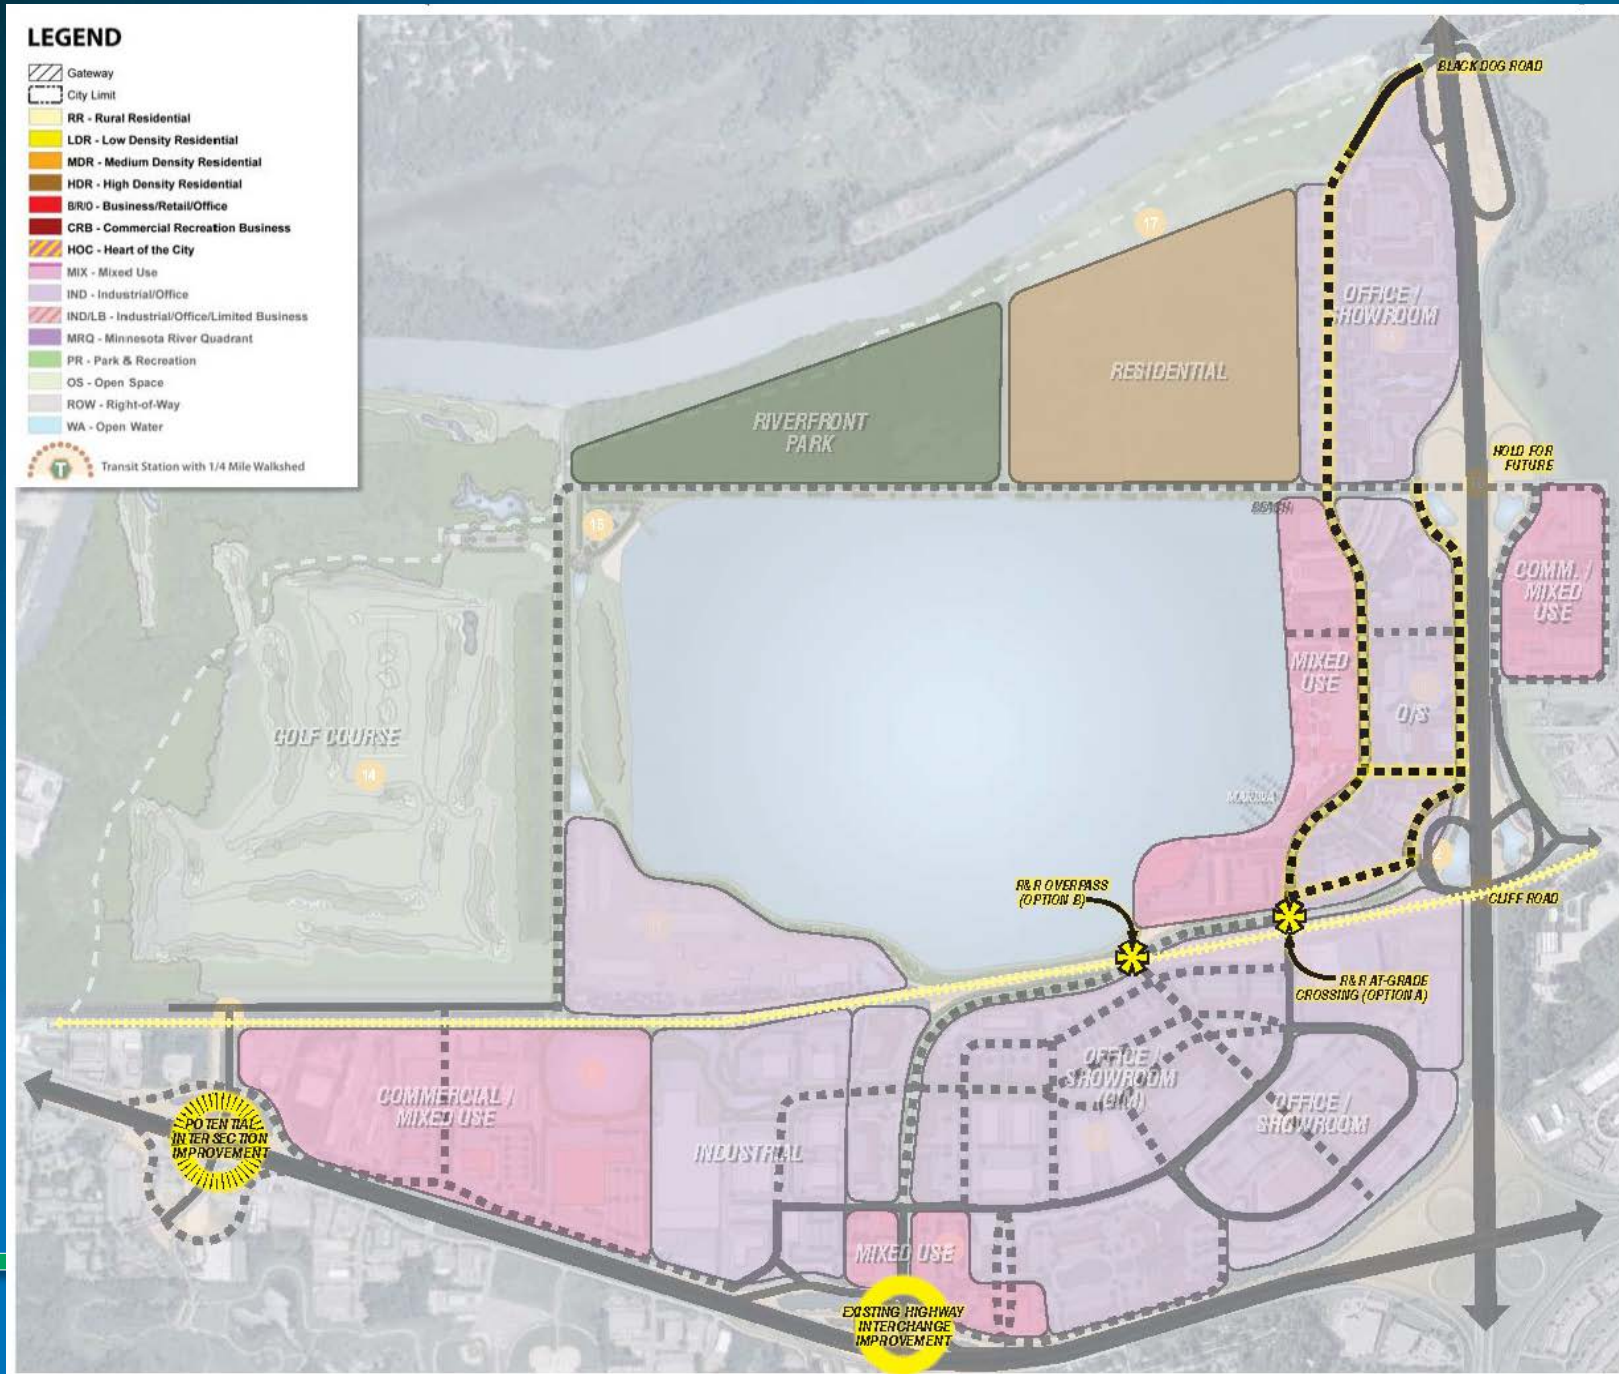 LEGEND
Gateway
City Limit
RR - Rural Residential
LDR - Low Density Residential
MDR - Medium Density Residential
HDR - High Density Residential
B/R/O - Business/Retail/Office
CRB - Commercial Recreation Business
HOC - Heart of the City
MIX - Mixed Use
IND - Industrial/Office
IND/LB - Industrial/Office/Limited Business
MRQ - Minnesota River Quadrant
PR - Park & Recreation
OS - Open Space
ROW - Right-of-Way
WA - Open Water
T
Transit Station with 1/4 Mile Walkshed
BLACK DOG ROAD
17
OFFICE /
SHOWROOM
RESIDENTIAL
RIVERFRONT
PARK
HOLD FOR
FUTURE
BEACH
15
COMM. /
MIXED
USE
MIXED
USE
O/S
GOLF COURSE
14
MARINA
R&R OVERPASS
(OPTION B)
CLIFF ROAD
R&R AT-GRADE
CROSSING (OPTION A)
OFFICE /
SHOWROOM
COMMERCIAL /
MIXED USE
OFFICE /
SHOWROOM
POTENTIAL
INTERSECTION
IMPROVEMENT
INDUSTRIAL
MIXED USE
EXISTING HIGHWAY
INTERCHANGE
IMPROVEMENT